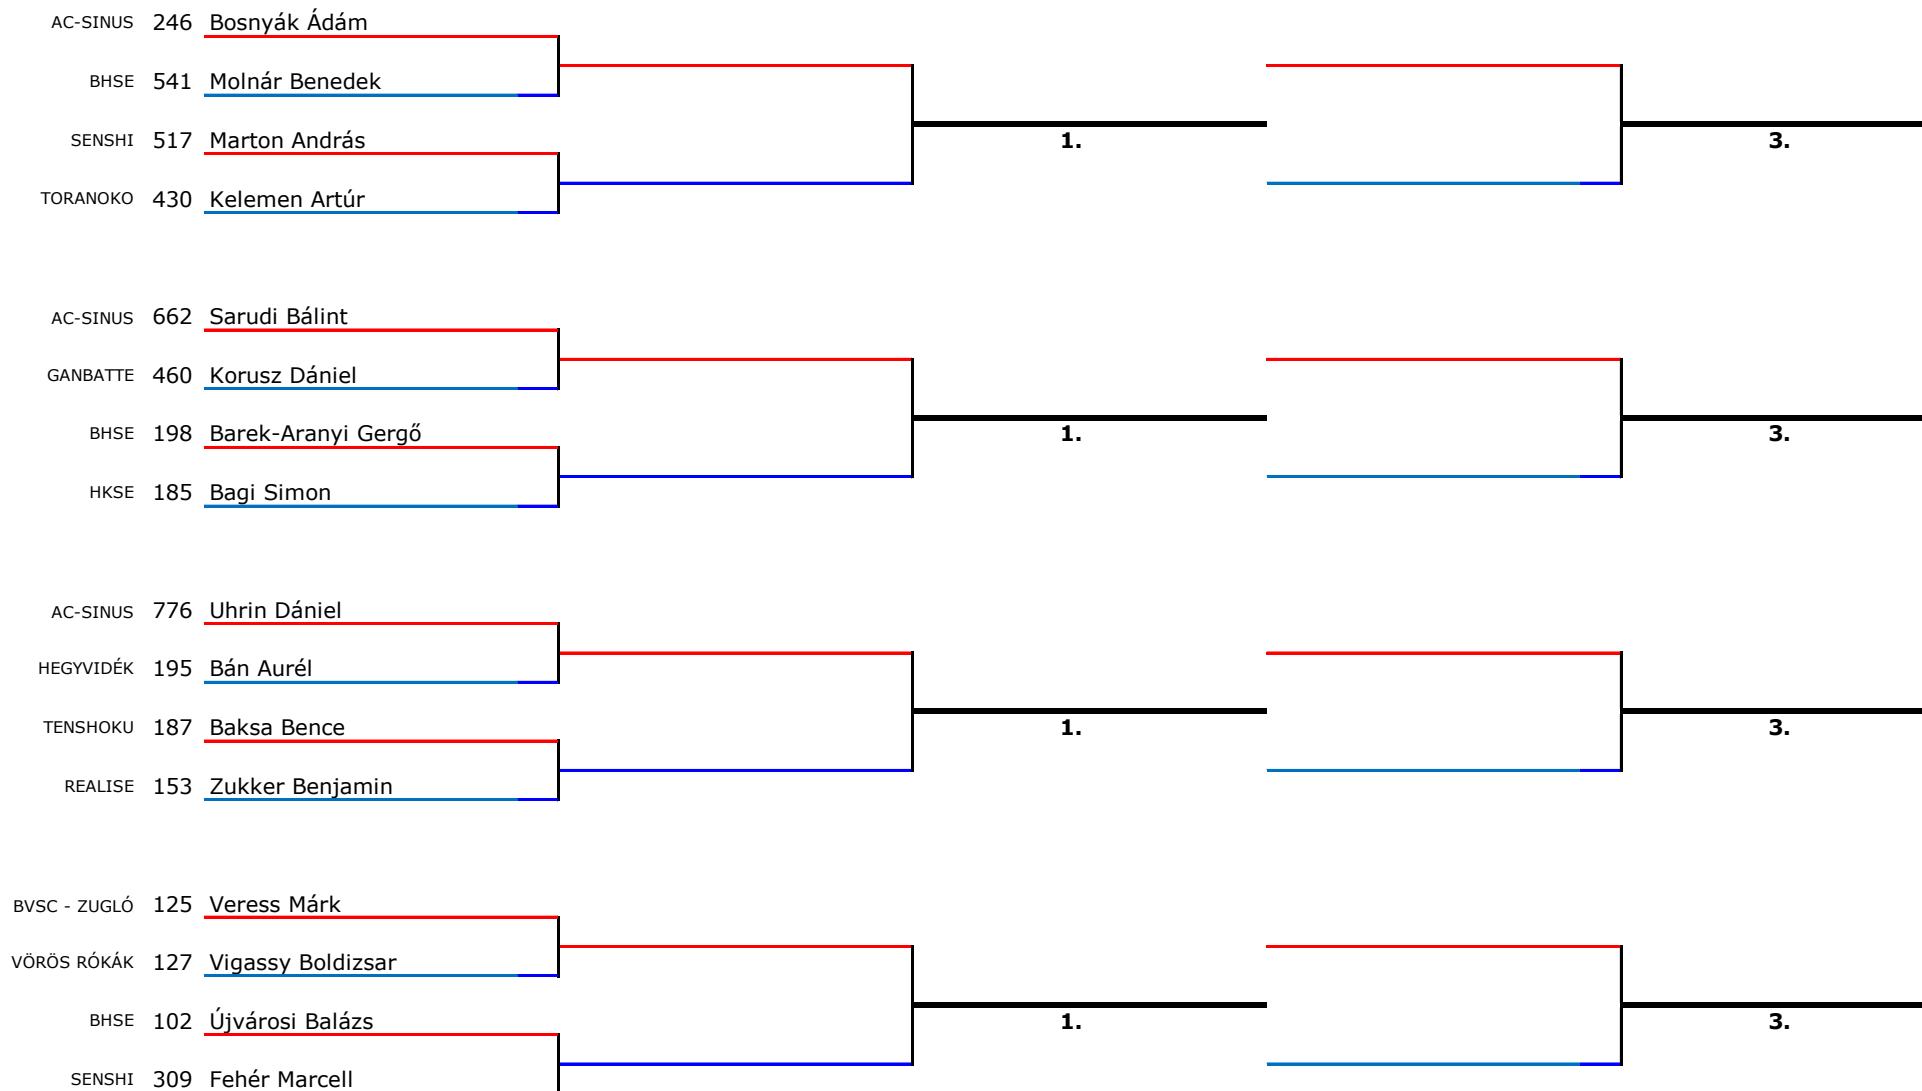 AC-SINUS 246 Bosnyák Ádám
BHSE 541 Molnár Benedek
SENSHI 517 Marton András 1. 3.
TORANOKO 430 Kelemen Artúr
AC-SINUS 662 Sarudi Bálint
GANBATTE 460 Korusz Dániel
BHSE 198 Barek-Aranyi Gergő 1. 3.
HKSE 185 Bagi Simon
AC-SINUS 776 Uhrin Dániel
HEGYVIDÉK 195 Bán Aurél
TENSHOKU 187 Baksa Bence 1. 3.
REALISE 153 Zukker Benjamin
BVSC - ZUGLÓ 125 Veress Márk
VÖRÖS RÓKÁK 127 Vigassy Boldizsar
BHSE 102 Újvárosi Balázs 1. 3.
SENSHI 309 Fehér Marcell